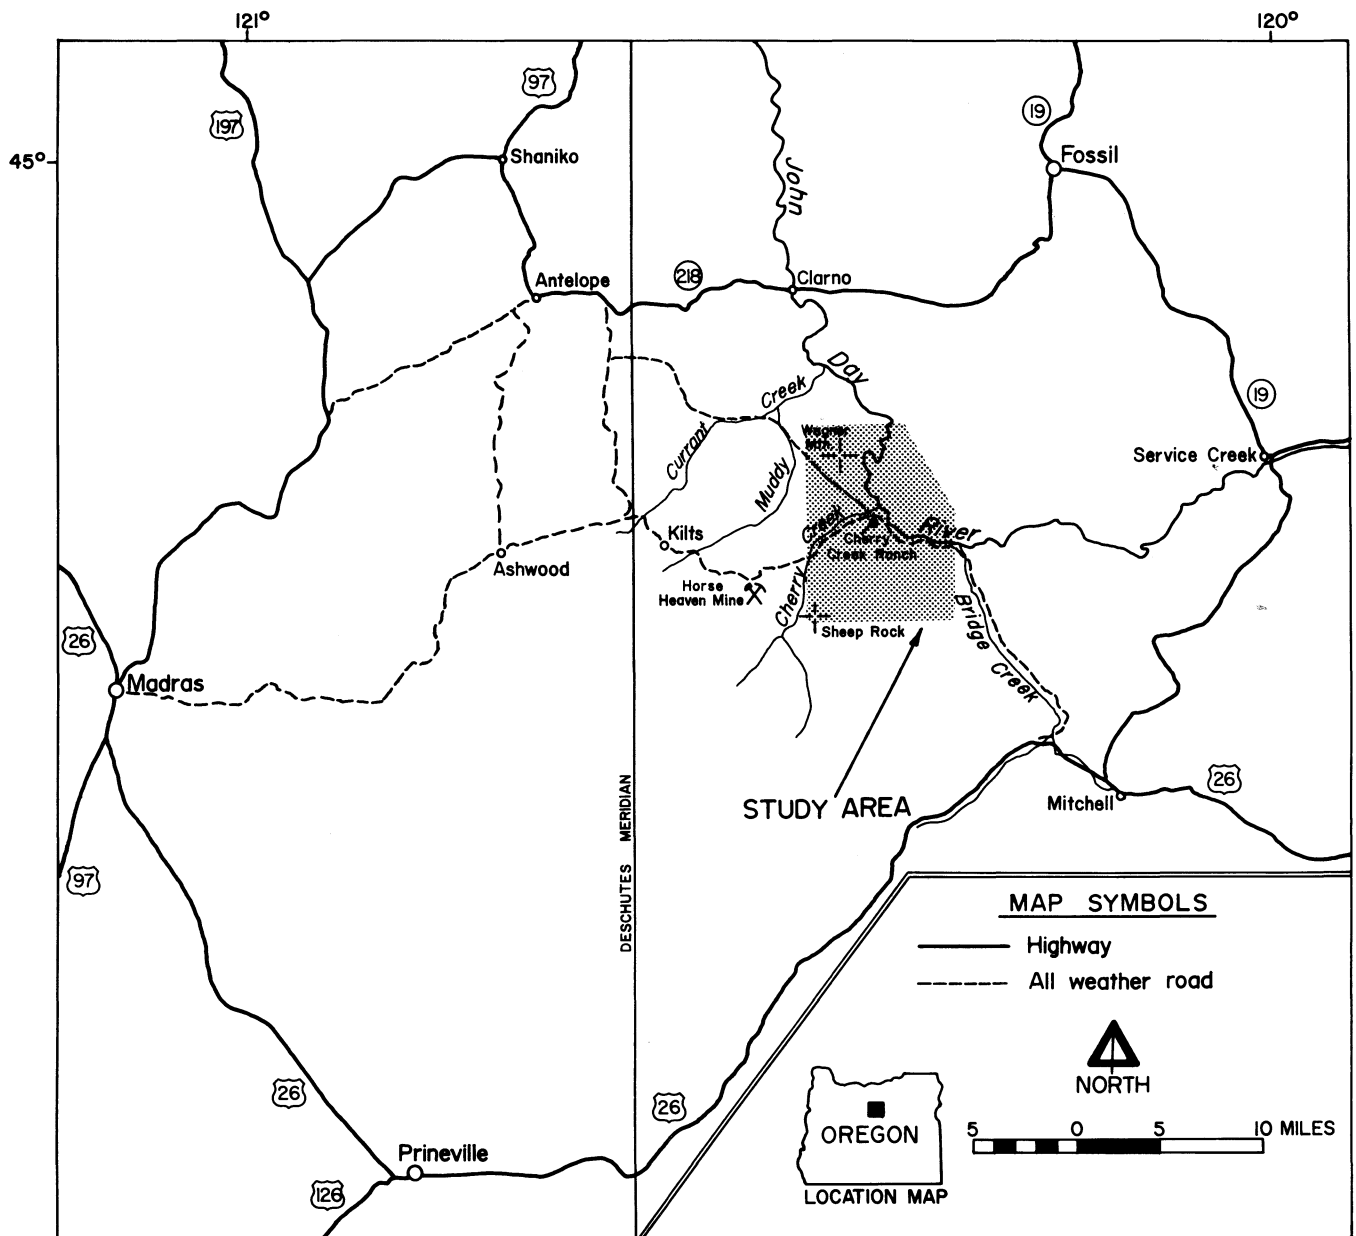 121°
120°
97
197
19
45°
Shaniko
Fossil
John
Antelope
218
Clarno
Day
Creek
19
Currant
Wagner
Mtn.
Muddy
Service Creek
Creek
River
Kilts
Cherry
Creek Ranch
Ashwood
Horse
Heaven Mine
Cherry
Bridge Creek
Sheep Rock
26
Madras
DESCHUTES MERIDIAN
STUDY AREA
26
Mitchell
97
MAP SYMBOLS
Highway
All weather road
NORTH
26
26
OREGON
5 0 5 10 MILES
Prineville
126
LOCATION MAP